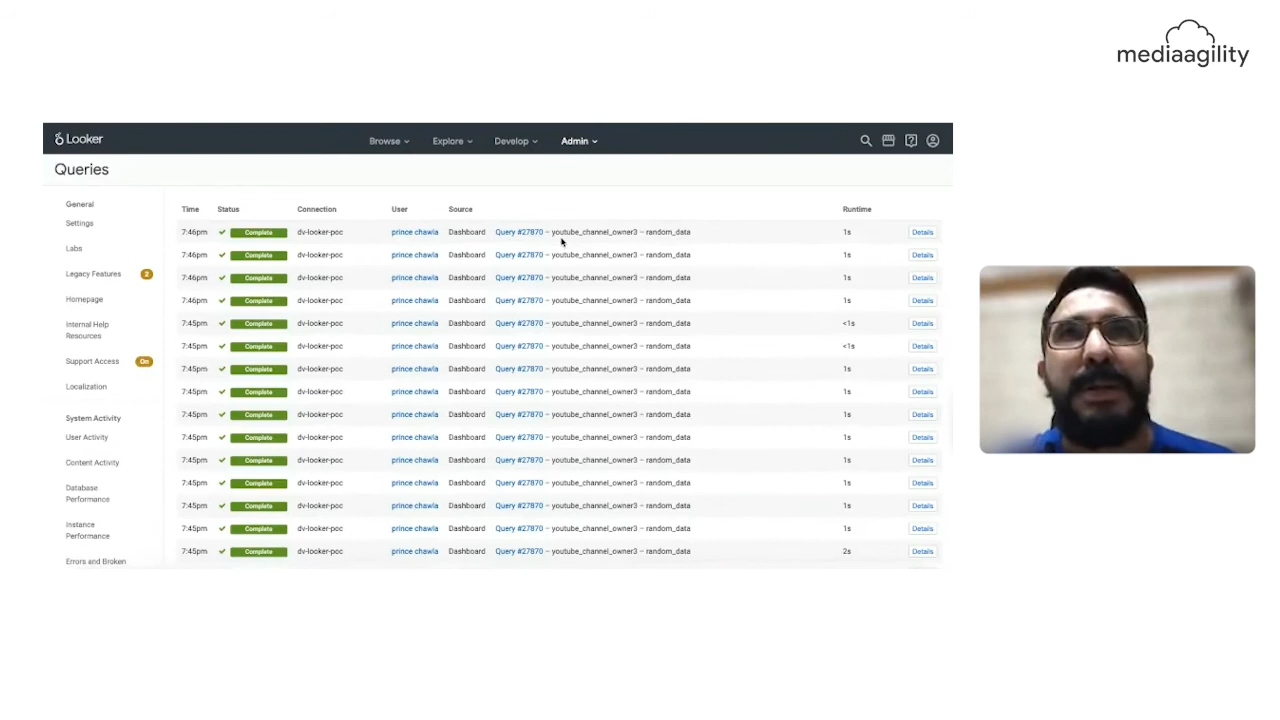 mediaagility
Looker
Browse Explore Develop Admin
Queries
General
Settings
Labs
Legacy Features 2
Homepage
Internal Help
Resources
Support Access On
Localization
System Activity
User Activity
Content Activity
Database
Performance
Instance
Performance
Errors and Broken
Time Status Connection User Source Runtime
7:46pm Complete dv-looker-poc prince chawla Dashboard Query #27870 – youtube_channel_owner3 – random_data 1s Details
7:46pm Complete dv-looker-poc prince chawla Dashboard Query #27870 – youtube_channel_owner3 – random_data 1s Details
7:46pm Complete dv-looker-poc prince chawla Dashboard Query #27870 – youtube_channel_owner3 – random_data 1s Details
7:46pm Complete dv-looker-poc prince chawla Dashboard Query #27870 – youtube_channel_owner3 – random_data 1s Details
7:45pm Complete dv-looker-poc prince chawla Dashboard Query #27870 – youtube_channel_owner3 – random_data <1s Details
7:45pm Complete dv-looker-poc prince chawla Dashboard Query #27870 – youtube_channel_owner3 – random_data <1s Details
7:45pm Complete dv-looker-poc prince chawla Dashboard Query #27870 – youtube_channel_owner3 – random_data 1s Details
7:45pm Complete dv-looker-poc prince chawla Dashboard Query #27870 – youtube_channel_owner3 – random_data 1s Details
7:45pm Complete dv-looker-poc prince chawla Dashboard Query #27870 – youtube_channel_owner3 – random_data 1s Details
7:45pm Complete dv-looker-poc prince chawla Dashboard Query #27870 – youtube_channel_owner3 – random_data 1s Details
7:45pm Complete dv-looker-poc prince chawla Dashboard Query #27870 – youtube_channel_owner3 – random_data 1s Details
7:45pm Complete dv-looker-poc prince chawla Dashboard Query #27870 – youtube_channel_owner3 – random_data 1s Details
7:45pm Complete dv-looker-poc prince chawla Dashboard Query #27870 – youtube_channel_owner3 – random_data 1s Details
7:45pm Complete dv-looker-poc prince chawla Dashboard Query #27870 – youtube_channel_owner3 – random_data 1s Details
7:45pm Complete dv-looker-poc prince chawla Dashboard Query #27870 – youtube_channel_owner3 – random_data 2s Details